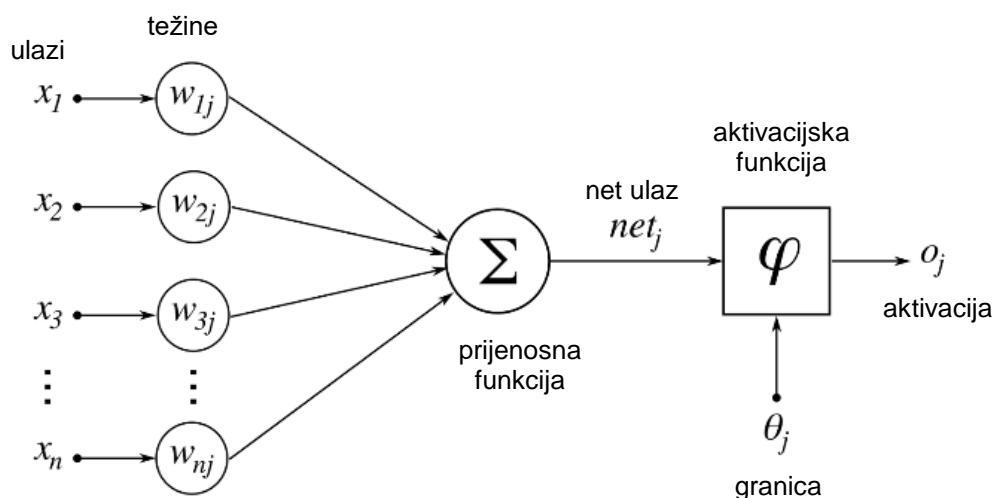 težine
ulazi
x1
w1j
x2
w2j
x3
w3j
xn
wnj
Σ
prijenosna
funkcija
net ulaz
netj
aktivacijska
funkcija
φ
oj
aktivacija
θj
granica